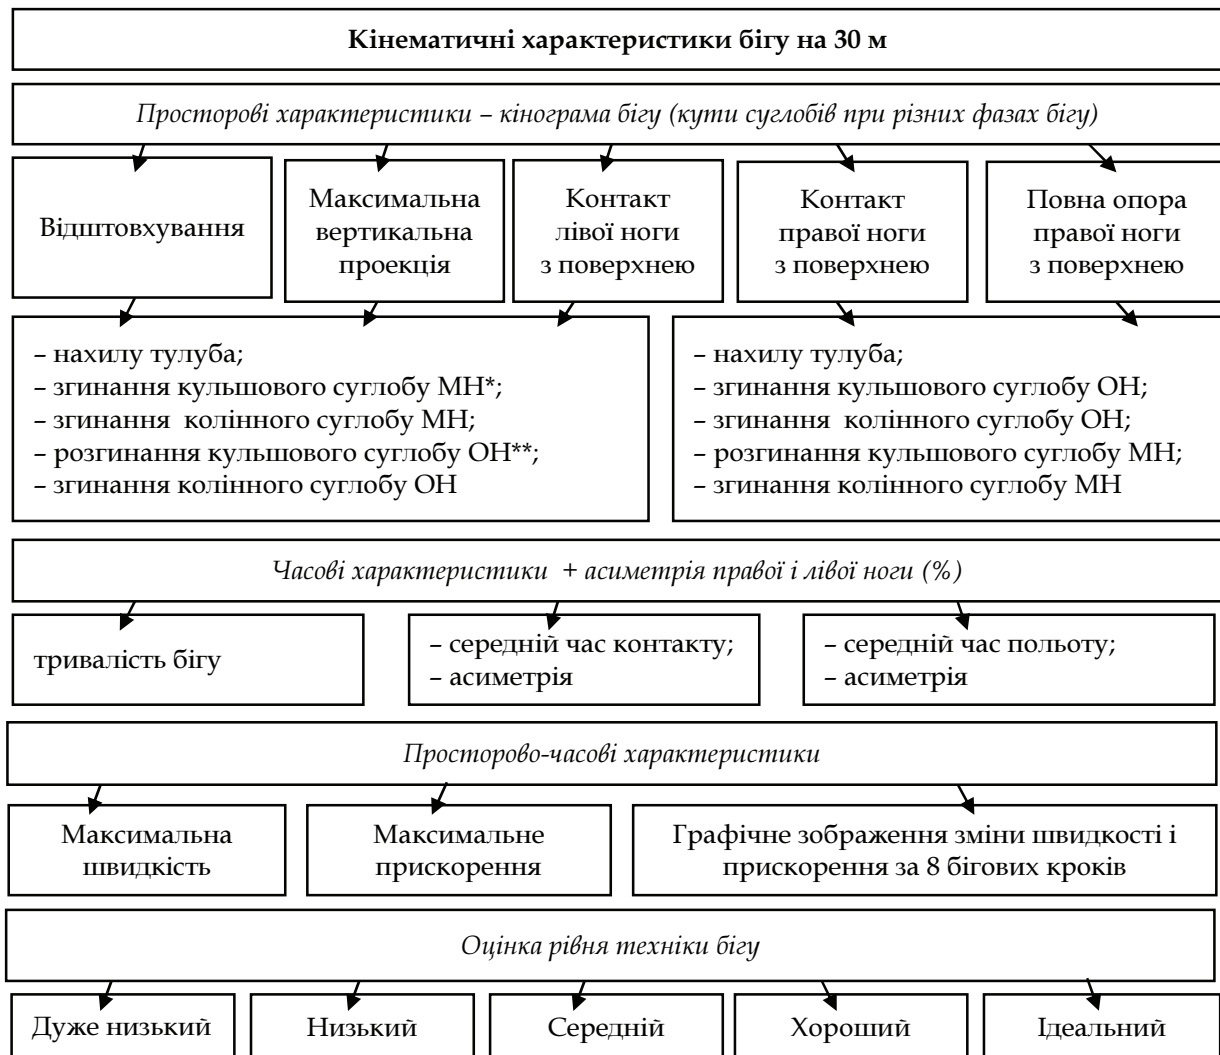 Кінематичні характеристики бігу на 30 м
Просторові характеристики – кінограма бігу (кути суглобів при різних фазах бігу)
Відштовхування
Максимальна
вертикальна
проекція
Контакт
лівої ноги
з поверхнею
Контакт
правої ноги
з поверхнею
Повна опора
правої ноги
з поверхнею
– нахилу тулуба;
– згинання кульшового суглобу МН*;
– згинання колінного суглобу МН;
– розгинання кульшового суглобу ОН**;
– згинання колінного суглобу ОН
– нахилу тулуба;
– згинання кульшового суглобу ОН;
– згинання колінного суглобу ОН;
– розгинання кульшового суглобу МН;
– згинання колінного суглобу МН
Часові характеристики + асиметрія правої і лівої ноги (%)
тривалість бігу
– середній час контакту;
– асиметрія
– середній час польоту;
– асиметрія
Просторово-часові характеристики
Максимальна
швидкість
Максимальне
прискорення
Графічне зображення зміни швидкості і
прискорення за 8 бігових кроків
Оцінка рівня техніки бігу
Дуже низький
Низький
Середній
Хороший
Ідеальний